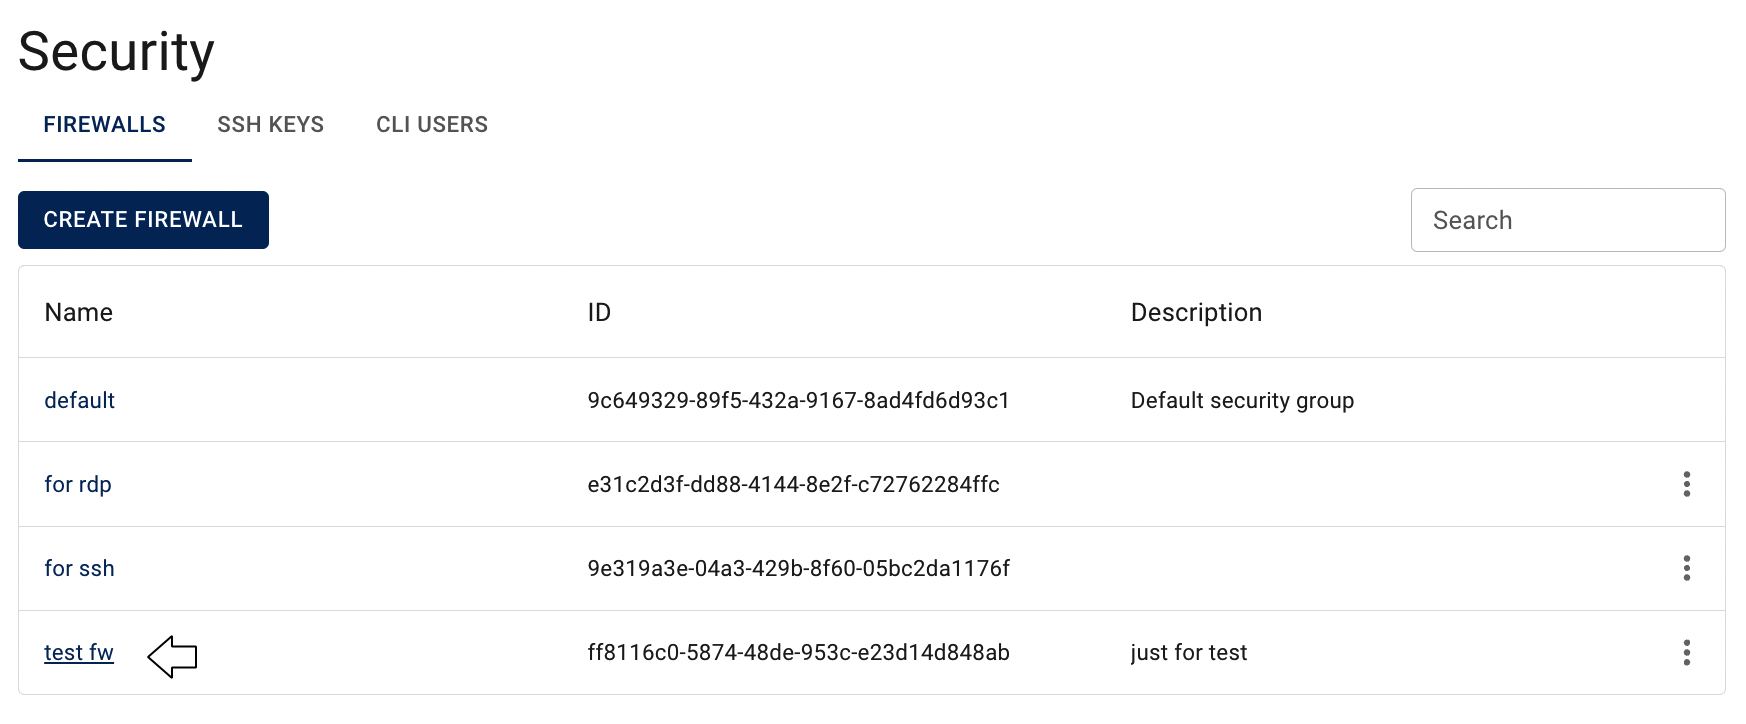 Security
FIREWALLS SSH KEYS CLI USERS
CREATE FIREWALL Search
Name ID Description
default 9c649329-89f5-432a-9167-8ad4fd6d93c1 Default security group
for rdp e31c2d3f-dd88-4144-8e2f-c72762284ffc
for ssh 9e319a3e-04a3-429b-8f60-05bc2da1176f
test fw ff8116c0-5874-48de-953c-e23d14d848ab just for test